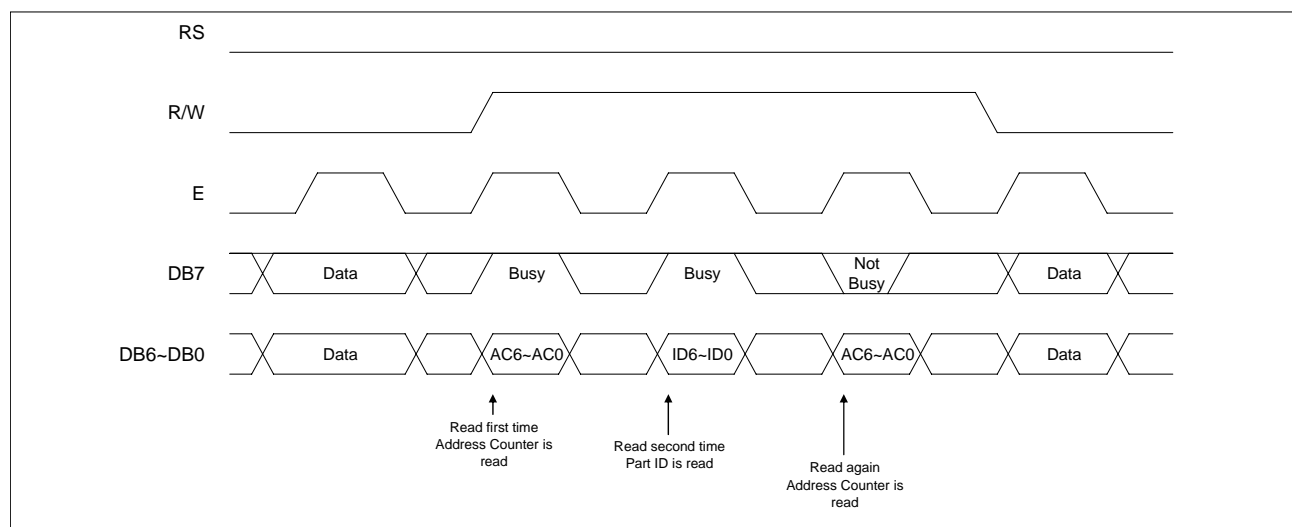 RS
R/W
E
DB7
Data
Busy
Busy
Not
Busy
Data
DB6~DB0
Data
AC6~AC0
ID6~ID0
AC6~AC0
Data
Read first time
Address Counter is
read
Read second time
Part ID is read
Read again
Address Counter is
read